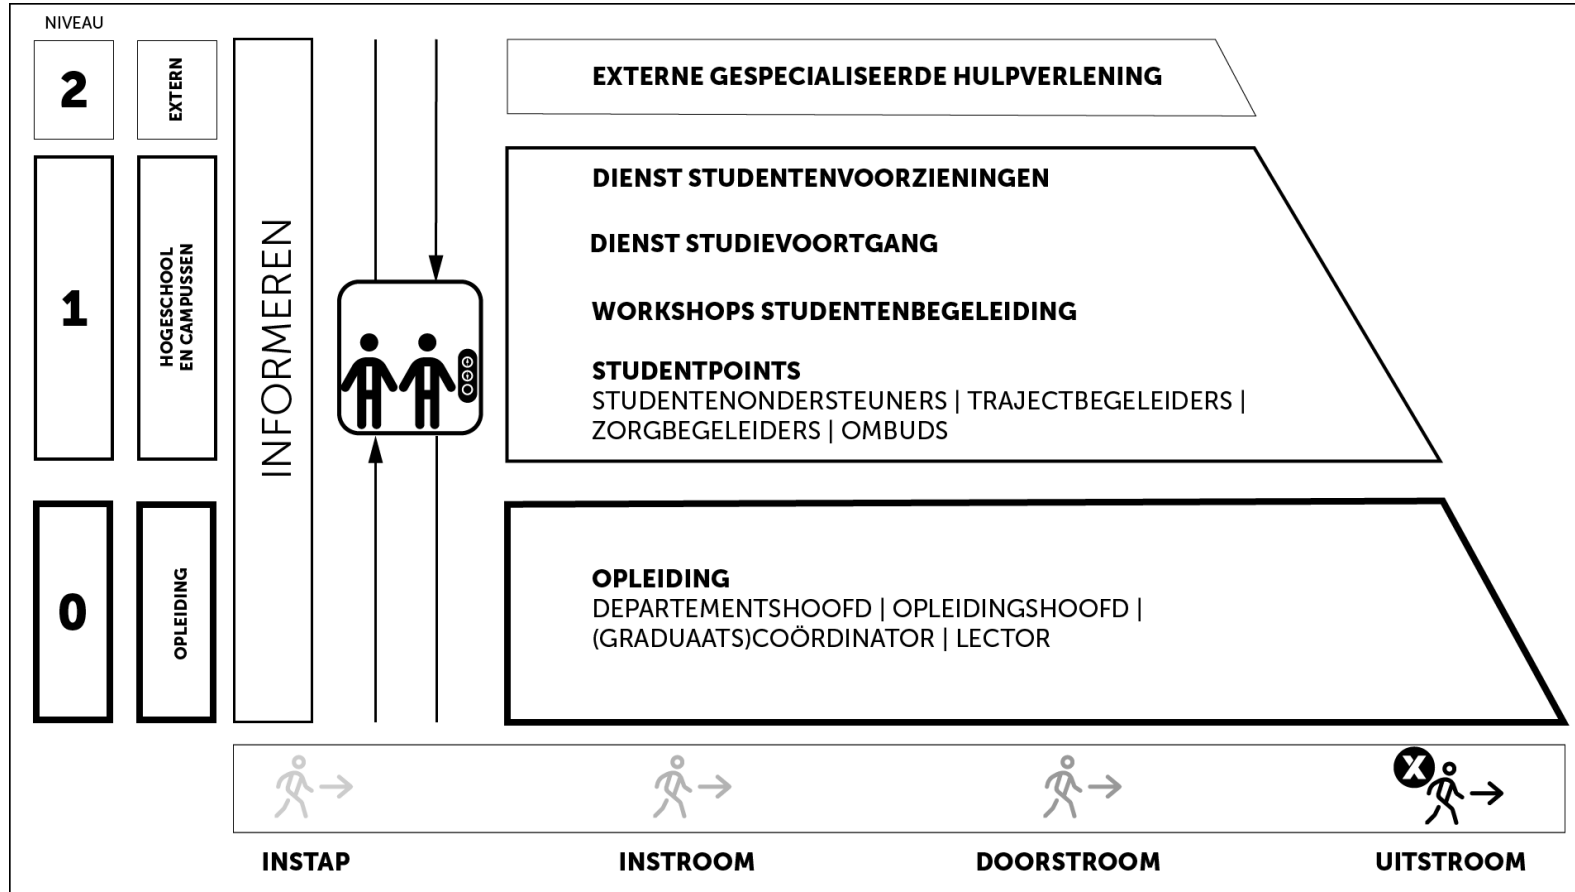 NIVEAU
2
EXTERN
EXTERNE GESPECIALISEERDE HULPVERLENING
1
HOGESCHOOL
EN CAMPUSSEN
INFORMEREN
DIENST STUDENTENVOORZIENINGEN
DIENST STUDIEVOORTGANG
WORKSHOPS STUDENTENBEGELEIDING
STUDENTPOINTS
STUDENTENONDERSTEUNERS | TRAJECTBEGELEIDERS |
ZORGBEGELEIDERS | OMBUDS
0
OPLEIDING
OPLEIDING
DEPARTEMENTSHOOFD | OPLEIDINGSHOOFD |
(GRADUAATS)COÖRDINATOR | LECTOR
X
INSTAP
INSTROOM
DOORSTROOM
UITSTROOM